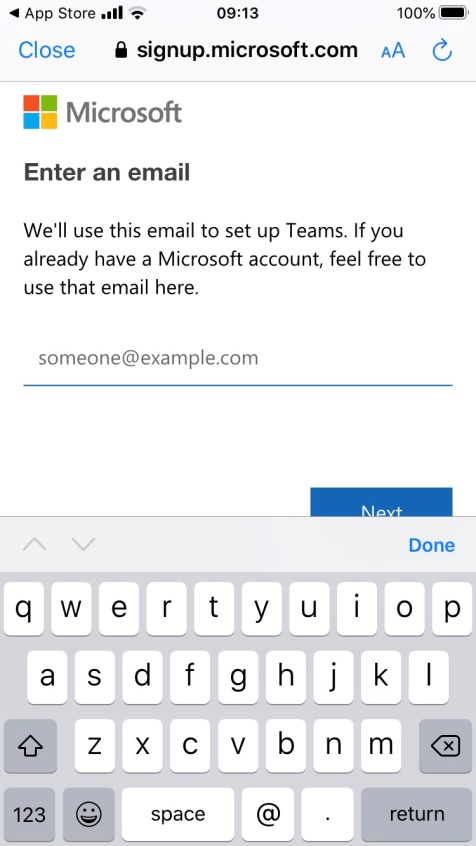 ◀ App Store 09:13 100%
Close signup.microsoft.com AA
Microsoft
Enter an email
We'll use this email to set up Teams. If you
already have a Microsoft account, feel free to
use that email here.
someone@example.com
Next
Done
q w e r t y u i o p
a s d f g h j k l
z x c v b n m
123 space @ . return